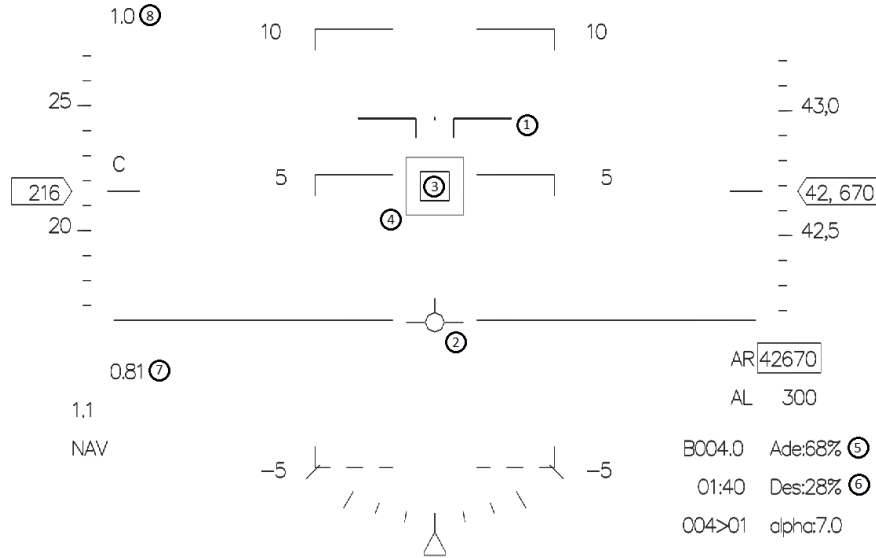 1.0 8
10 10
1
25 43,0
C
5 3 5
216 42, 670
4
20 42,5
2
AR 42670
0.81 7
AL 300
1.1
NAV B004.0 Ade:68% 5
-5 -5
01:40 Des:28% 6
004>01 alpha:7.0